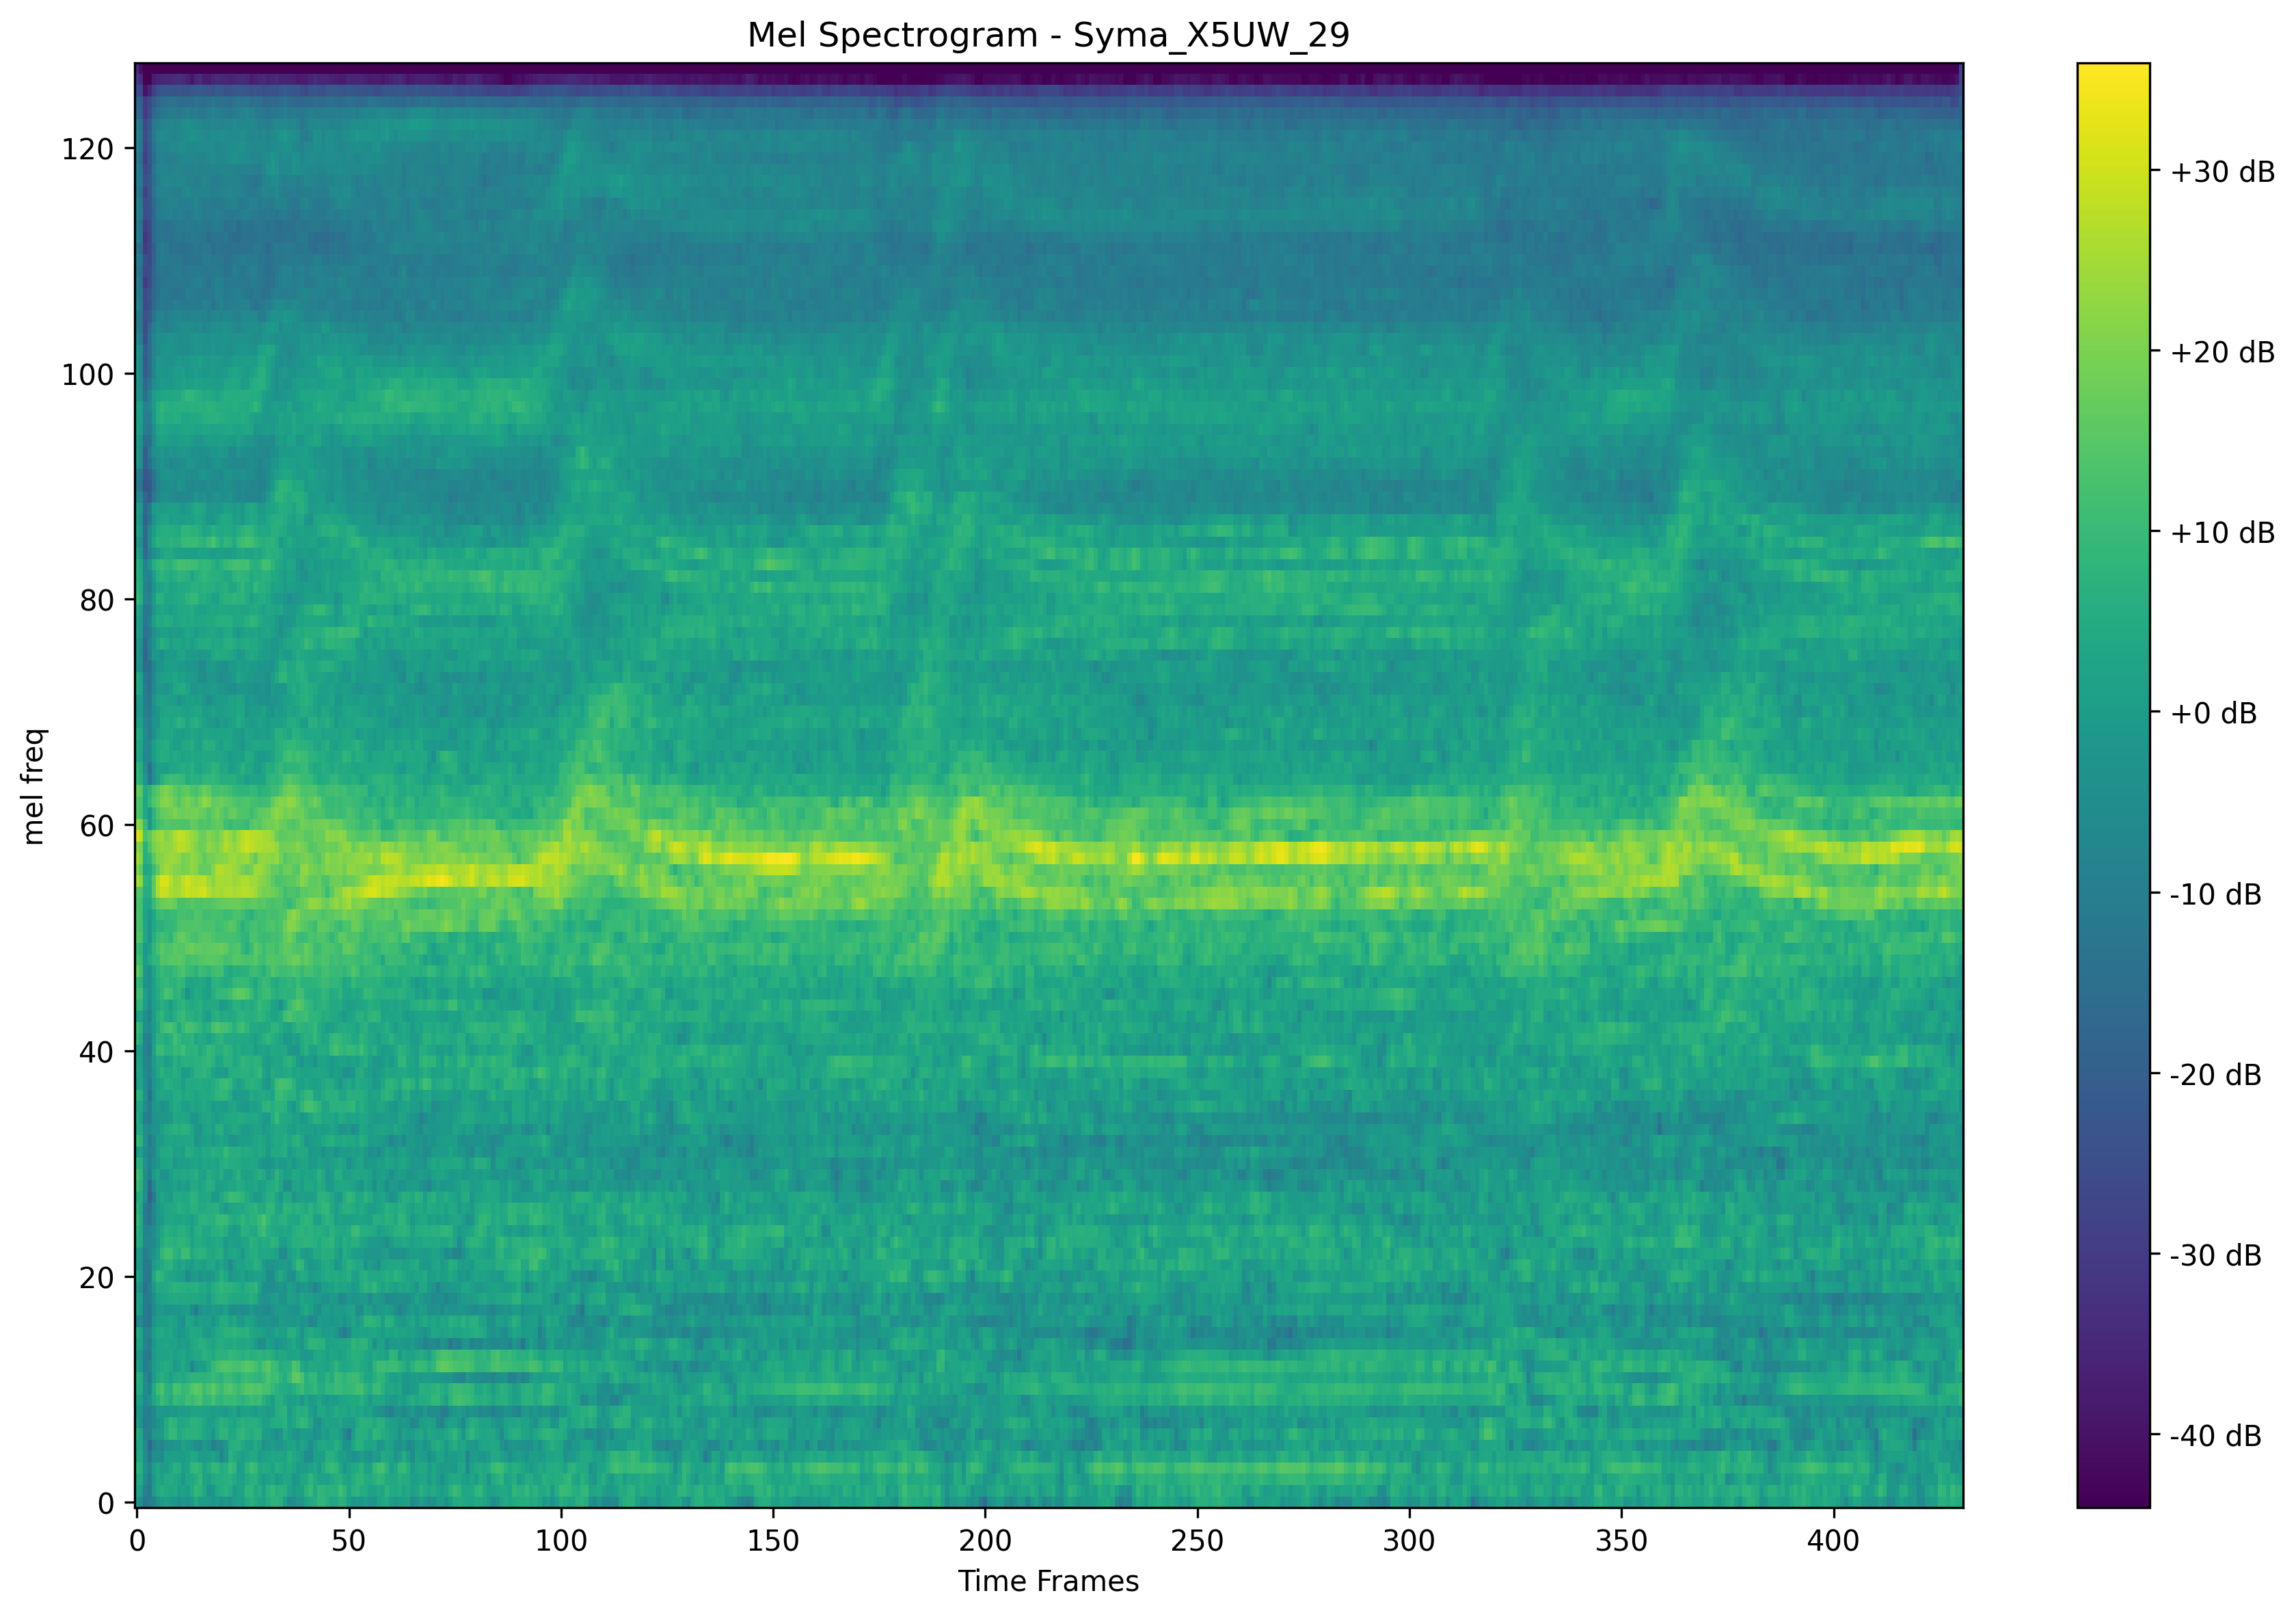 Mel Spectrogram - Syma_X5UW_29
mel freq
120
100
80
60
40
20
0
0 50 100 150 200 250 300 350 400
Time Frames
+30 dB
+20 dB
+10 dB
+0 dB
-10 dB
-20 dB
-30 dB
-40 dB